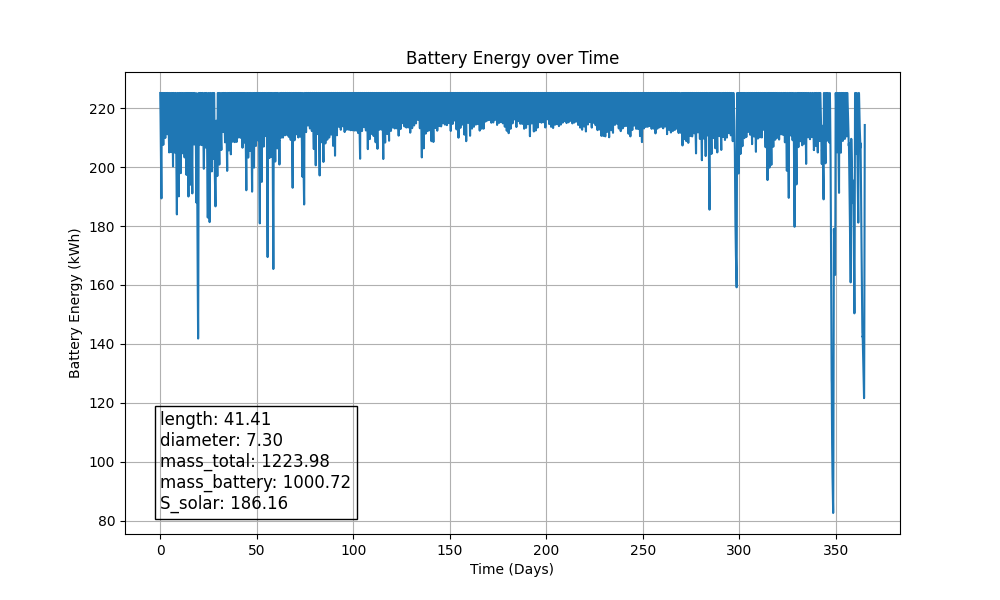 Battery Energy over Time
Battery Energy (kWh)
220
200
180
160
140
120
100
80
length: 41.41
diameter: 7.30
mass_total: 1223.98
mass_battery: 1000.72
S_solar: 186.16
0 50 100 150 200 250 300 350
Time (Days)